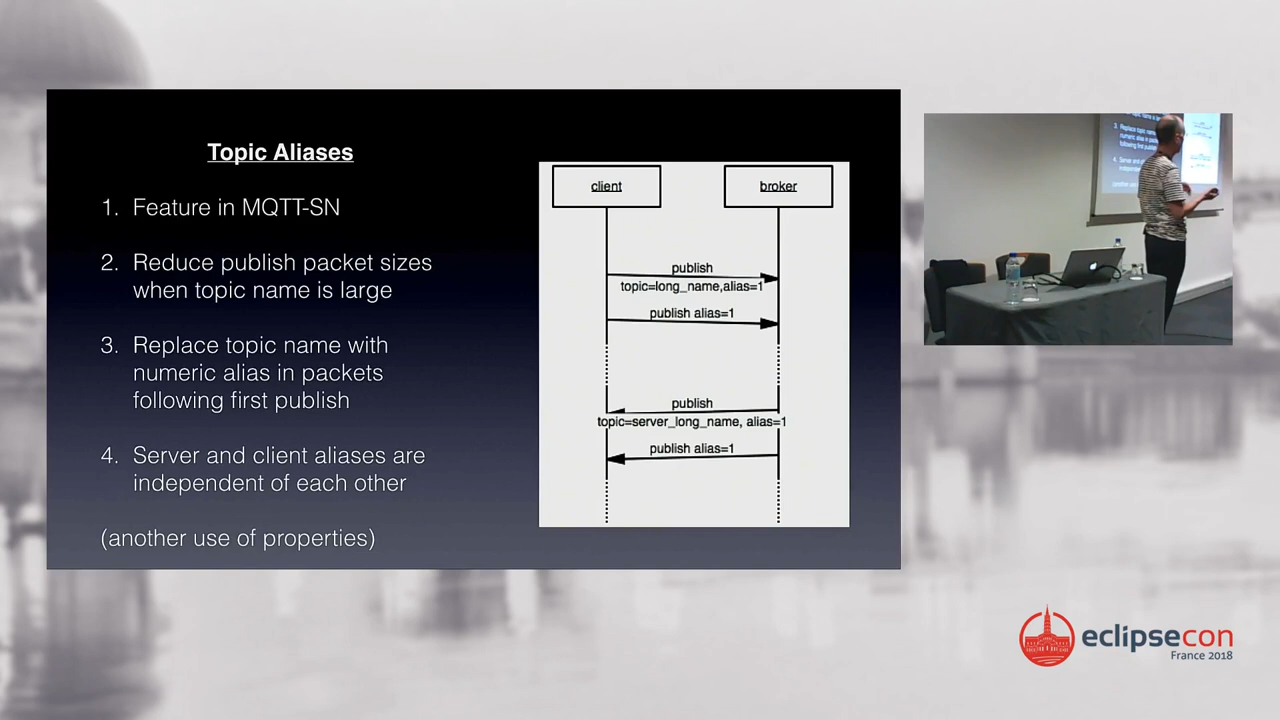 Topic Aliases
1. Feature in MQTT-SN
2. Reduce publish packet sizes
when topic name is large
3. Replace topic name with
numeric alias in packets
following first publish
4. Server and client aliases are
independent of each other
(another use of properties)
client
broker
publish
topic=long_name,alias=1
publish alias=1
publish
topic=server_long_name, alias=1
publish alias=1
eclipsecon
France 2018